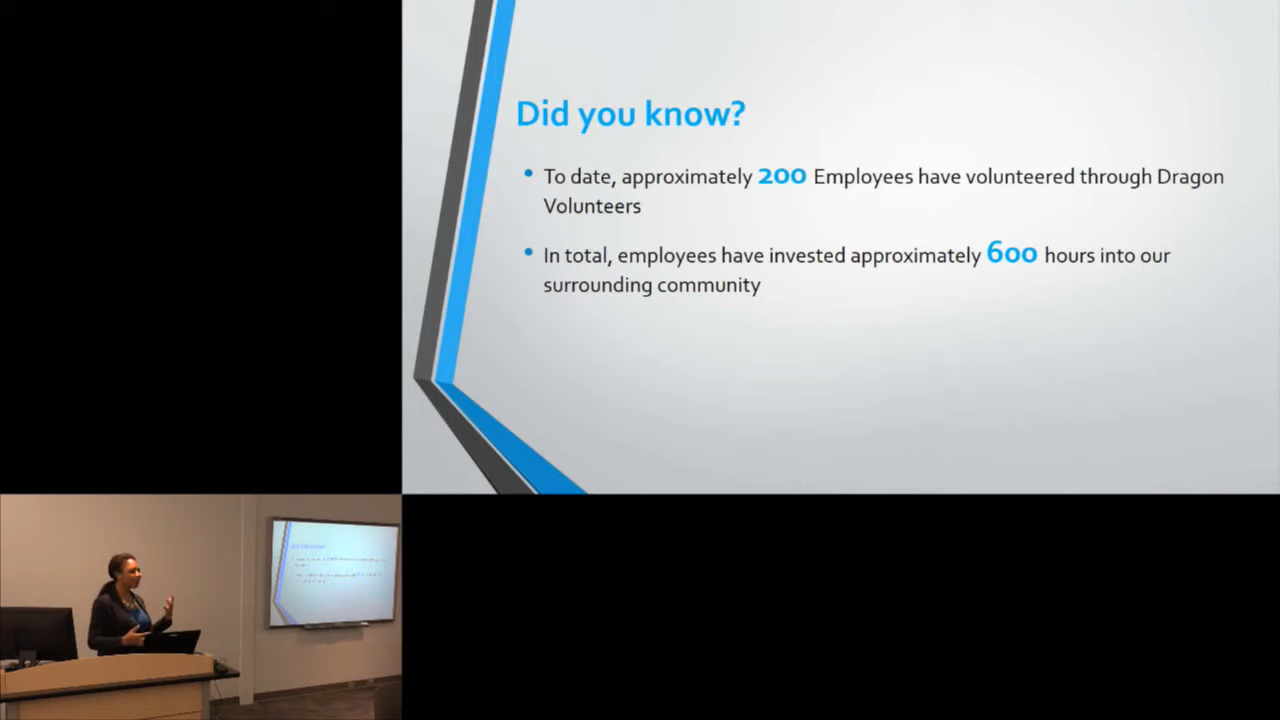 Did you know?
• To date, approximately 200 Employees have volunteered through Dragon
Volunteers
• In total, employees have invested approximately 600 hours into our
surrounding community